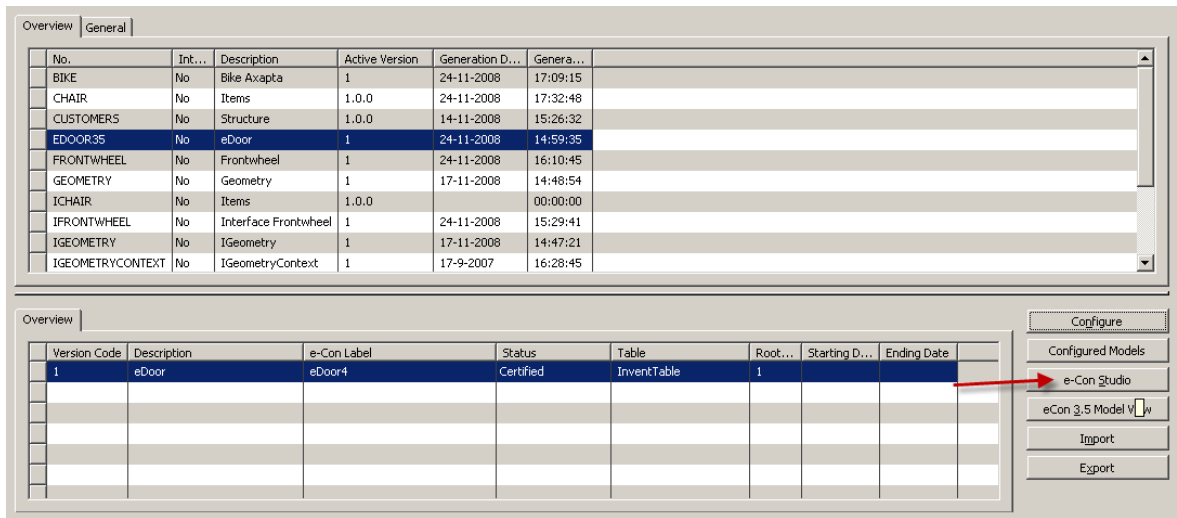 Overview General
No. Int... Description Active Version Generation D... Genera...
BIKE No Bike Axapta 1 24-11-2008 17:09:15
CHAIR No Items 1.0.0 24-11-2008 17:32:48
CUSTOMERS No Structure 1.0.0 14-11-2008 15:26:32
EDOOR35 No eDoor 1 24-11-2008 14:59:35
FRONTWHEEL No Frontwheel 1 24-11-2008 16:10:45
GEOMETRY No Geometry 1 17-11-2008 14:48:54
ICHAIR No Items 1.0.0 00:00:00
IFRONTWHEEL No Interface Frontwheel 1 24-11-2008 15:29:41
IGEOMETRY No IGeometry 1 17-11-2008 14:47:21
IGEOMETRYCONTEXT No IGeometryContext 1 17-9-2007 16:28:45
Overview
Version Code Description e-Con Label Status Table Root... Starting D... Ending Date
1 eDoor eDoor4 Certified InventTable 1
Configure
Configured Models
e-Con Studio
eCon 3.5 Model V w
Import
Export